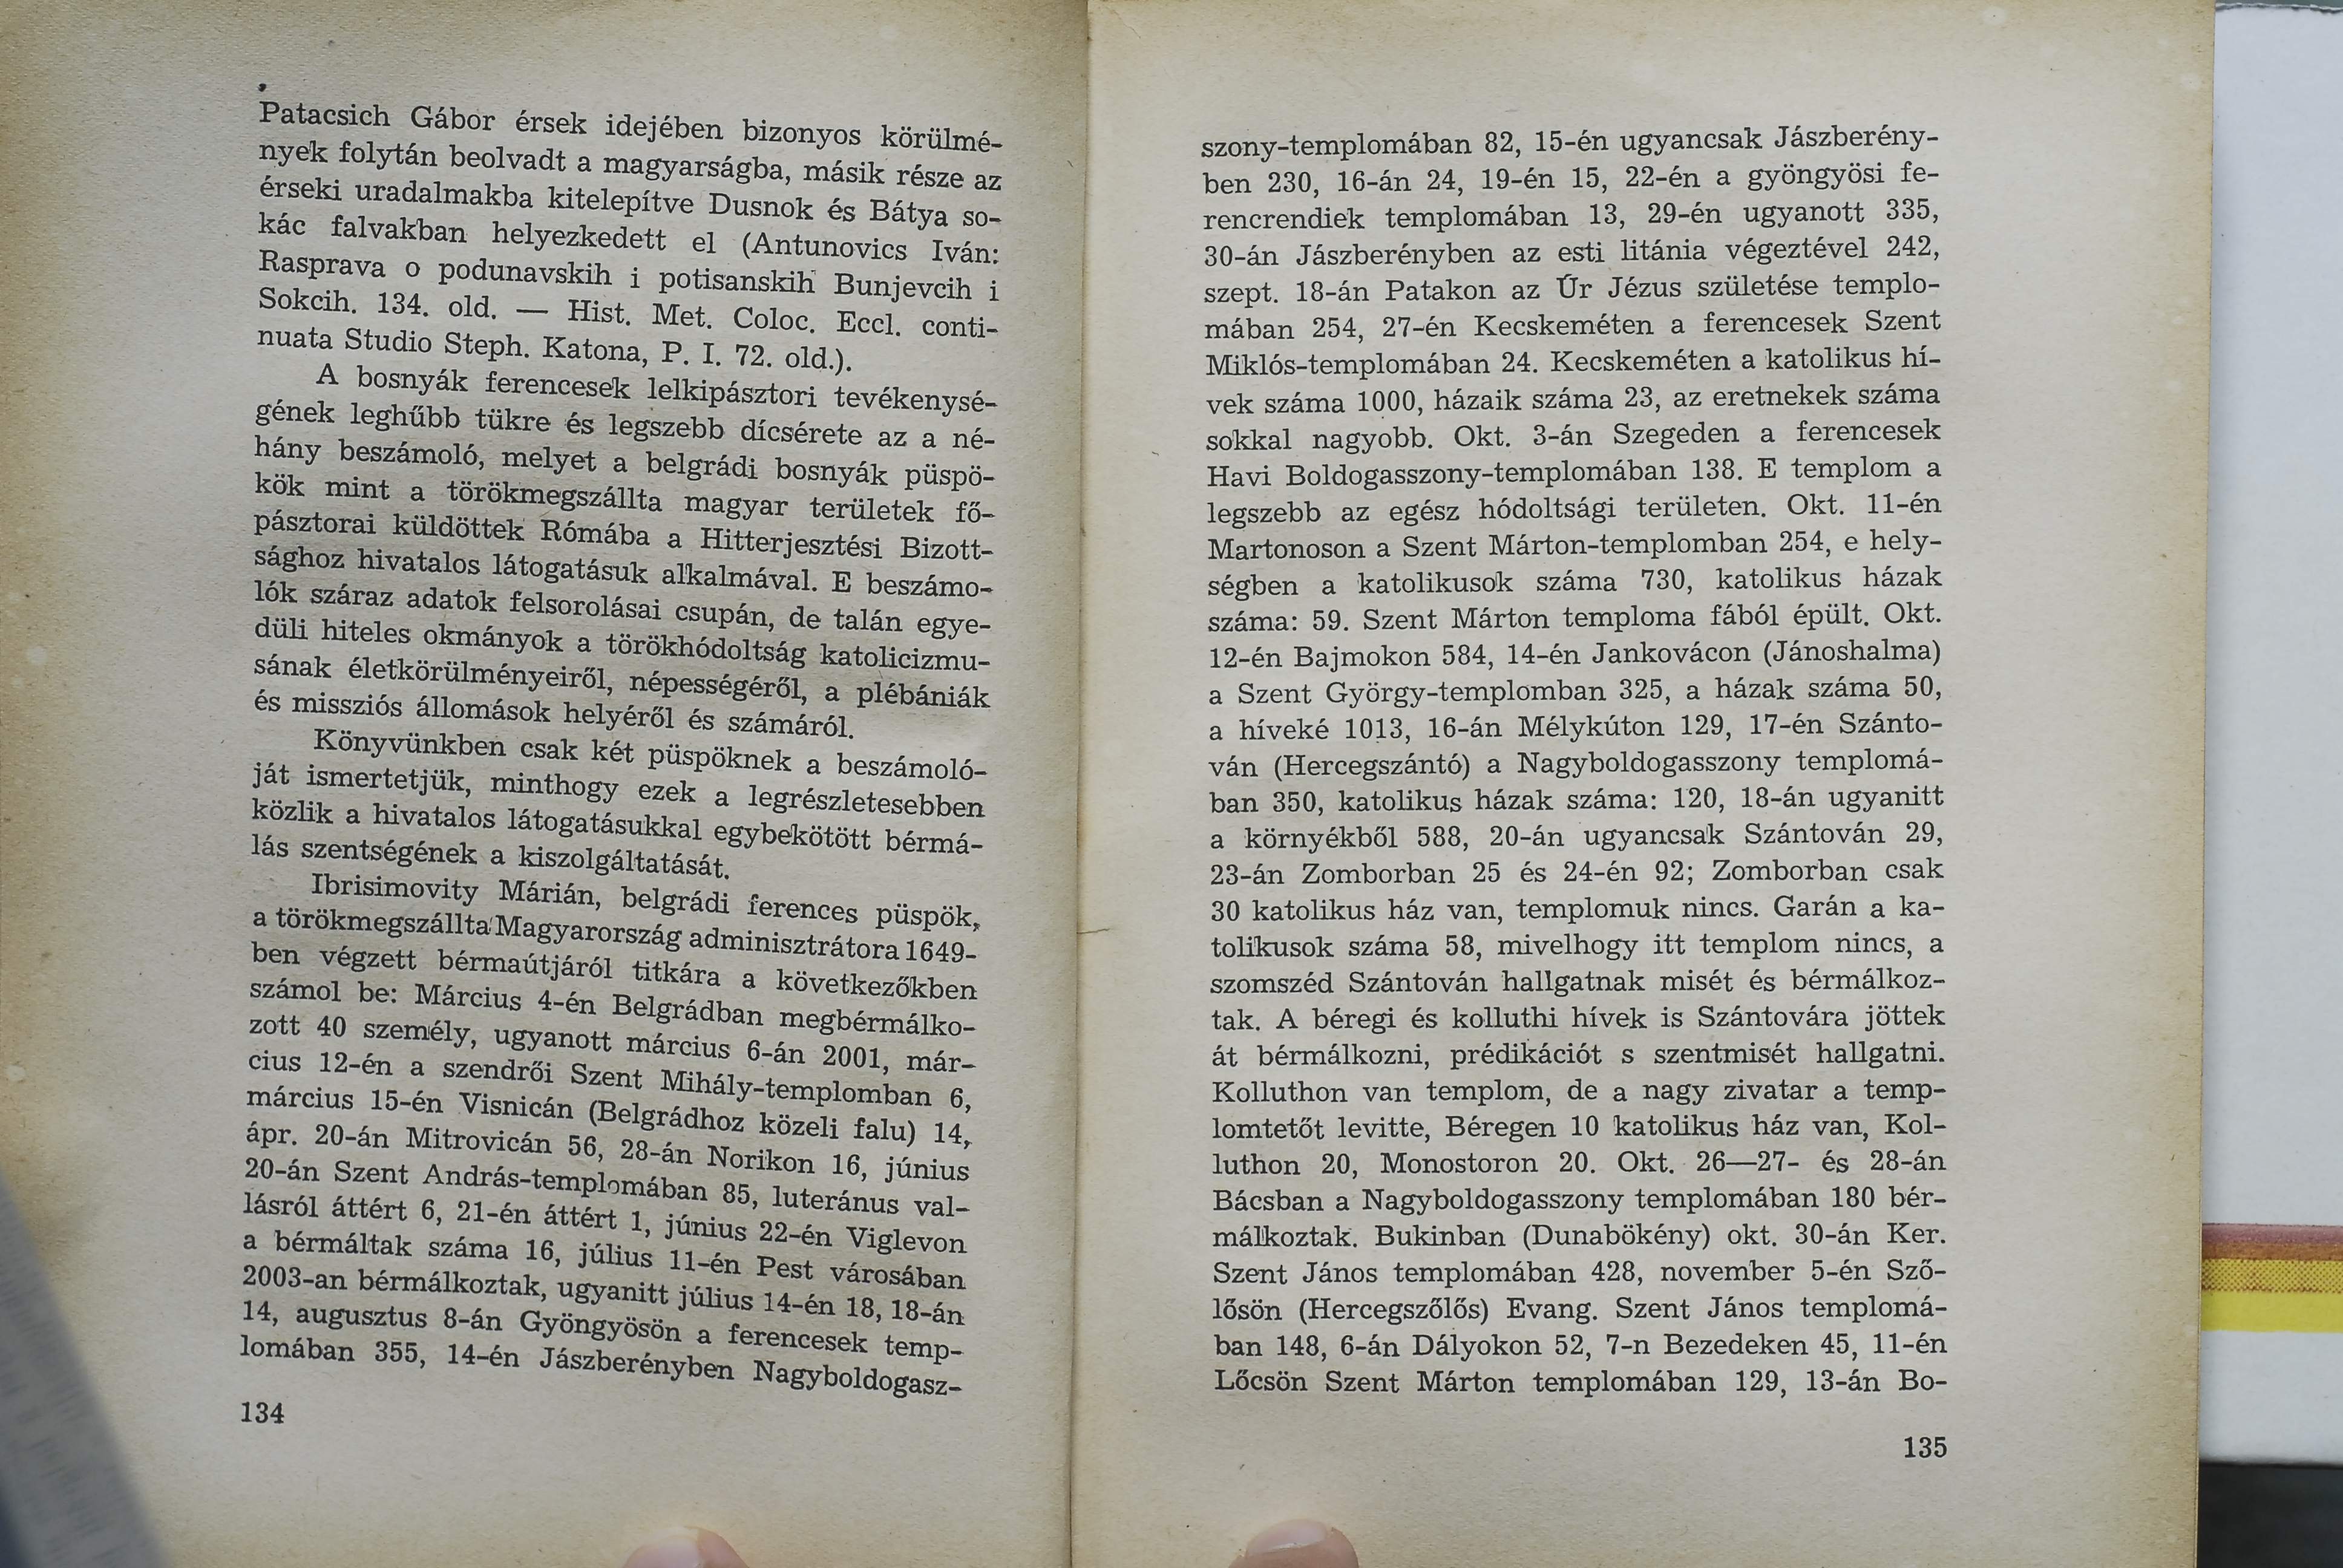 Patacsich Gábor érsek idejében bizonyos körülmé-
nyek folytán beolvadt a magyarságba, másik része az
érseki uradalmakba kitelepítve Dusnok és Bátya so-
kác falvakban helyezkedett el (Antunovics Iván:
Rasprava o podunavskih i potisanskih Bunjevcih i
Sokcih. 134. old. — Hist. Met. Coloc. Eccl. conti-
nuata Studio Steph. Katona, P. I. 72. old.).
A bosnyák ferencesek lelkipásztori tevékenysé-
gének leghűbb tükre és legszebb dícsérete az a né-
hány beszámoló, melyet a belgrádi bosnyák püspö-
kök mint a törökmegszállta magyar területek fő-
pásztorai küldöttek Rómába a Hitterjesztési Bizott-
sághoz hivatalos látogatásuk alkalmával. E beszámo-
lók száraz adatok felsorolásai csupán, de talán egye-
düli hiteles okmányok a törökhódoltság katolicizmu-
sának életkörülményeiről, népességéről, a plébániák
és missziós állomások helyéről és számáról.
Könyvünkben csak két püspöknek a beszámoló-
ját ismertetjük, minthogy ezek a legrészletesebben
közlik a hivatalos látogatásukkal egybekötött bérmá-
lás szentségének a kiszolgáltatását.
Ibrisimovity Márián, belgrádi ferences püspök,
a törökmegszállta Magyarország adminisztrátora 1649-
ben végzett bérmaútjáról titkára a következőkben
számol be: Március 4-én Belgrádban megbérmálko-
zott 40 személy, ugyanott március 6-án 2001, már-
cius 12-én a szendrői Szent Mihály-templomban 6,
március 15-én Visnicán (Belgrádhoz közeli falu) 14,
ápr. 20-án Mitrovicán 56, 28-án Norikon 16, június
20-án Szent András-templomában 85, luteránus val-
lásról áttért 6, 21-én áttért 1, június 22-én Viglevon
a bérmáltak száma 16, július 11-én Pest városában
2003-an bérmálkoztak, ugyanitt július 14-én 18, 18-án
14, augusztus 8-án Gyöngyösön a ferencesek temp-
lomában 355, 14-én Jászberényben Nagyboldogasz-
134
szony-templomában 82, 15-én ugyancsak Jászberény-
ben 230, 16-án 24, 19-én 15, 22-én a gyöngyösi fe-
rencrendiek templomában 13, 29-én ugyanott 335,
30-án Jászberényben az esti litánia végeztével 242,
szept. 18-án Patakon az Úr Jézus születése templo-
mában 254, 27-én Kecskeméten a ferencesek Szent
Miklós-templomában 24. Kecskeméten a katolikus hí-
vek száma 1000, házaik száma 23, az eretnekek száma
sokkal nagyobb. Okt. 3-án Szegeden a ferencesek
Havi Boldogasszony-templomában 138. E templom a
legszebb az egész hódoltsági területen. Okt. 11-én
Martonoson a Szent Márton-templomban 254, e hely-
ségben a katolikusok száma 730, katolikus házak
száma: 59. Szent Márton temploma fából épült. Okt.
12-én Bajmokon 584, 14-én Jankovácon (Jánoshalma)
a Szent György-templomban 325, a házak száma 50,
a híveké 1013, 16-án Mélykúton 129, 17-én Szánto-
ván (Hercegszántó) a Nagyboldogasszony templomá-
ban 350, katolikus házak száma: 120, 18-án ugyanitt
a környékből 588, 20-án ugyancsak Szántován 29,
23-án Zomborban 25 és 24-én 92; Zomborban csak
30 katolikus ház van, templomuk nincs. Garán a ka-
tolikusok száma 58, mivelhogy itt templom nincs, a
szomszéd Szántován hallgatnak misét és bérmálkoz-
tak. A béregi és kolluthi hívek is Szántovára jöttek
át bérmálkozni, prédikációt s szentmisét hallgatni.
Kolluthon van templom, de a nagy zivatar a temp-
lomtetőt levitte, Béregen 10 katolikus ház van, Kol-
luthon 20, Monostoron 20. Okt. 26—27- és 28-án
Bácsban a Nagyboldogasszony templomában 180 bér-
málkoztak. Bukinban (Dunabökény) okt. 30-án Ker.
Szent János templomában 428, november 5-én Sző-
lősön (Hercegszőlős) Evang. Szent János templomá-
ban 148, 6-án Dályokon 52, 7-n Bezedeken 45, 11-én
Lőcsön Szent Márton templomában 129, 13-án Bo-
135